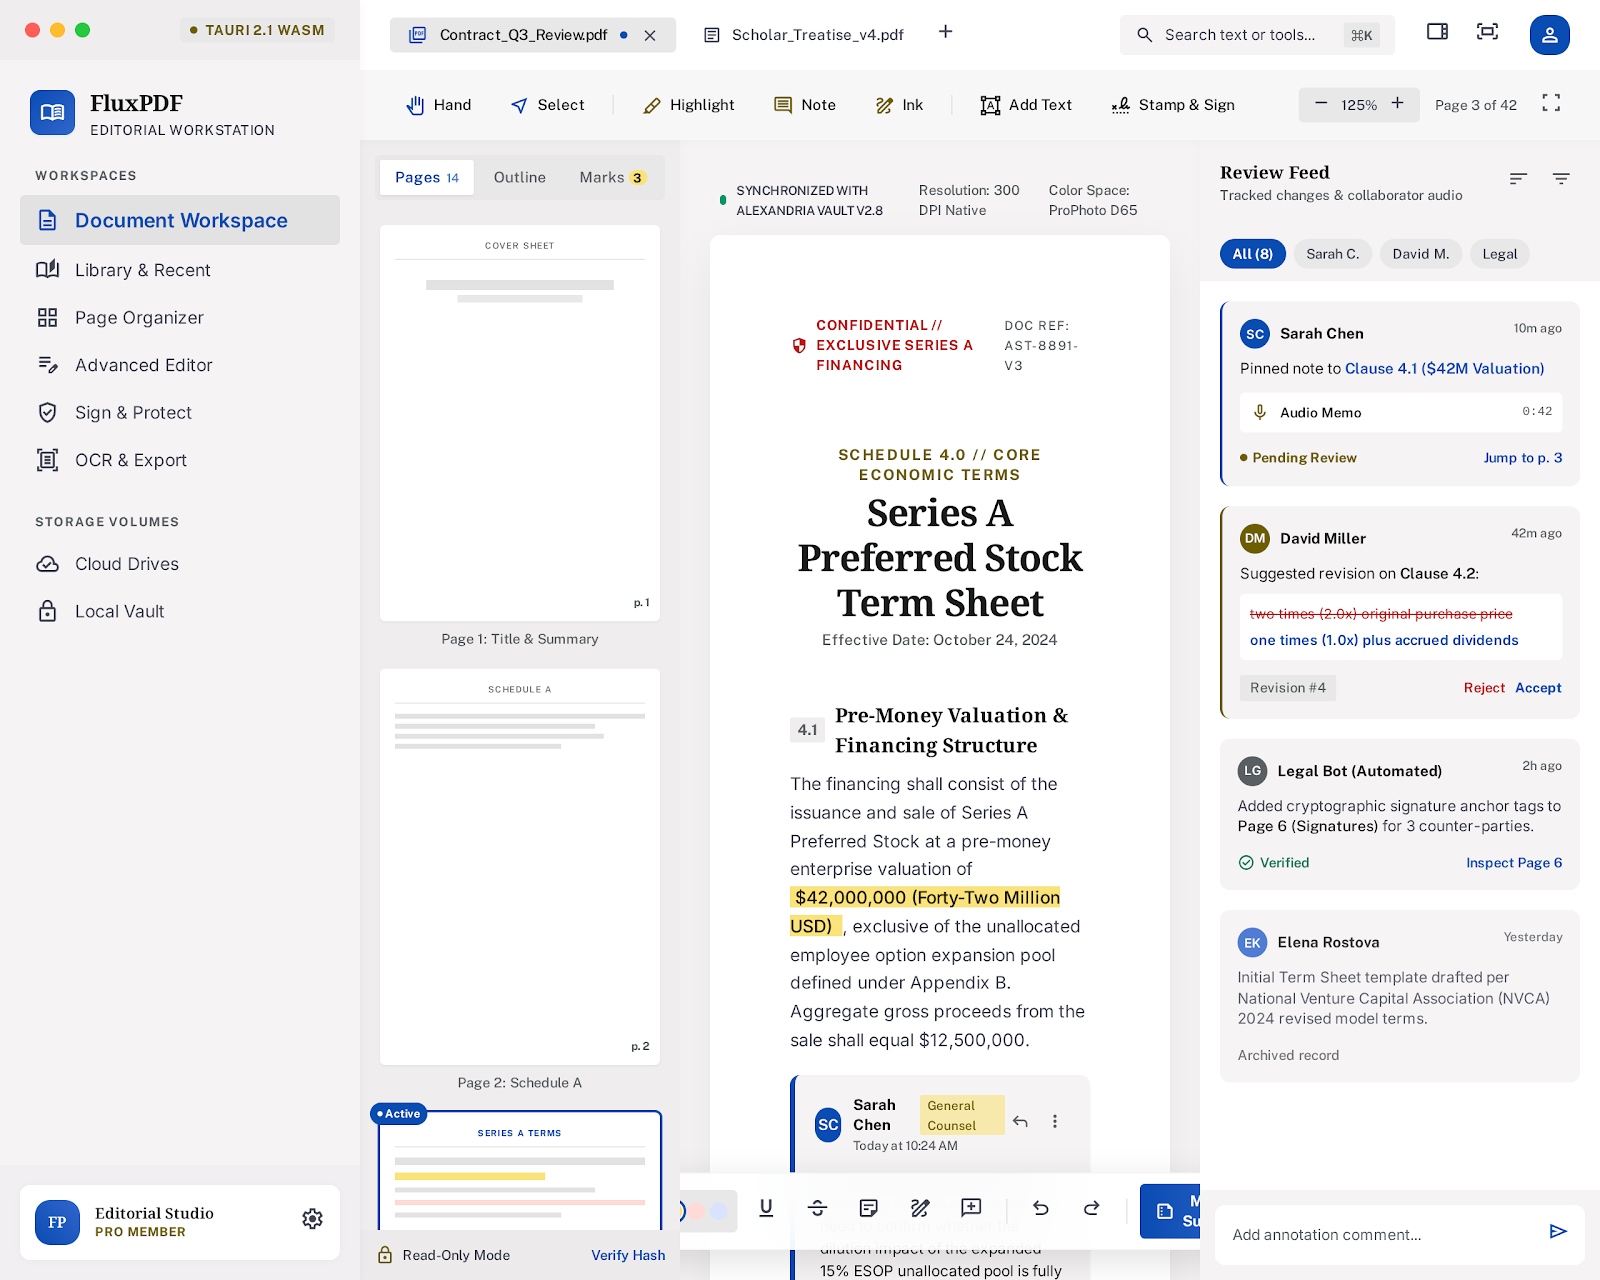 TAURI 2.1 WASM
FluxPDF
EDITORIAL WORKSTATION
WORKSPACES
Document Workspace
Library & Recent
Page Organizer
Advanced Editor
Sign & Protect
OCR & Export
STORAGE VOLUMES
Cloud Drives
Local Vault
FP
Editorial Studio
PRO MEMBER
Contract_Q3_Review.pdf
Scholar_Treatise_v4.pdf
Search text or tools...
⌘K
Hand
Select
Highlight
Note
Ink
Add Text
Stamp & Sign
125%
Page 3 of 42
Pages 14
Outline
Marks 3
COVER SHEET
p. 1
Page 1: Title & Summary
SCHEDULE A
p. 2
Page 2: Schedule A
Active
SERIES A TERMS
Read-Only Mode
Verify Hash
SYNCHRONIZED WITH
ALEXANDRIA VAULT V2.8
Resolution: 300
DPI Native
Color Space:
ProPhoto D65
CONFIDENTIAL //
EXCLUSIVE SERIES A
FINANCING
DOC REF:
AST-8891-
V3
SCHEDULE 4.0 // CORE
ECONOMIC TERMS
Series A
Preferred Stock
Term Sheet
Effective Date: October 24, 2024
4.1
Pre-Money Valuation &
Financing Structure
The financing shall consist of the
issuance and sale of Series A
Preferred Stock at a pre-money
enterprise valuation of
$42,000,000 (Forty-Two Million
USD) , exclusive of the unallocated
employee option expansion pool
defined under Appendix B.
Aggregate gross proceeds from the
sale shall equal $12,500,000.
SC
Sarah
Chen
General
Counsel
Today at 10:24 AM
need to confirm whether the
dilution impact of the expanded
15% ESOP unallocated pool is fully
M
Su
Review Feed
Tracked changes & collaborator audio
All (8)
Sarah C.
David M.
Legal
SC
Sarah Chen
10m ago
Pinned note to Clause 4.1 ($42M Valuation)
Audio Memo
0:42
Pending Review
Jump to p. 3
DM
David Miller
42m ago
Suggested revision on Clause 4.2:
two times (2.0x) original purchase price
one times (1.0x) plus accrued dividends
Revision #4
Reject
Accept
LG
Legal Bot (Automated)
2h ago
Added cryptographic signature anchor tags to
Page 6 (Signatures) for 3 counter-parties.
Verified
Inspect Page 6
EK
Elena Rostova
Yesterday
Initial Term Sheet template drafted per
National Venture Capital Association (NVCA)
2024 revised model terms.
Archived record
Add annotation comment...